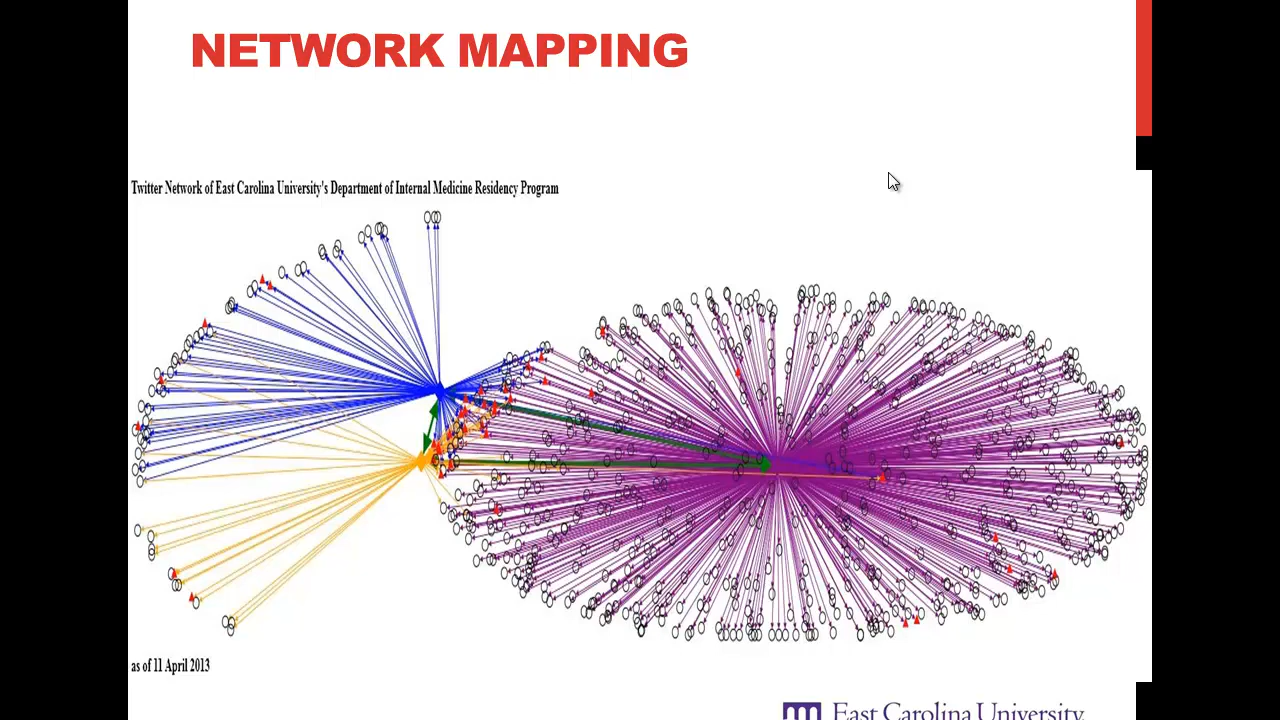 NETWORK MAPPING
Twitter Network of East Carolina University's Department of Internal Medicine Residency Program
as of 11 April 2013
East Carolina University.